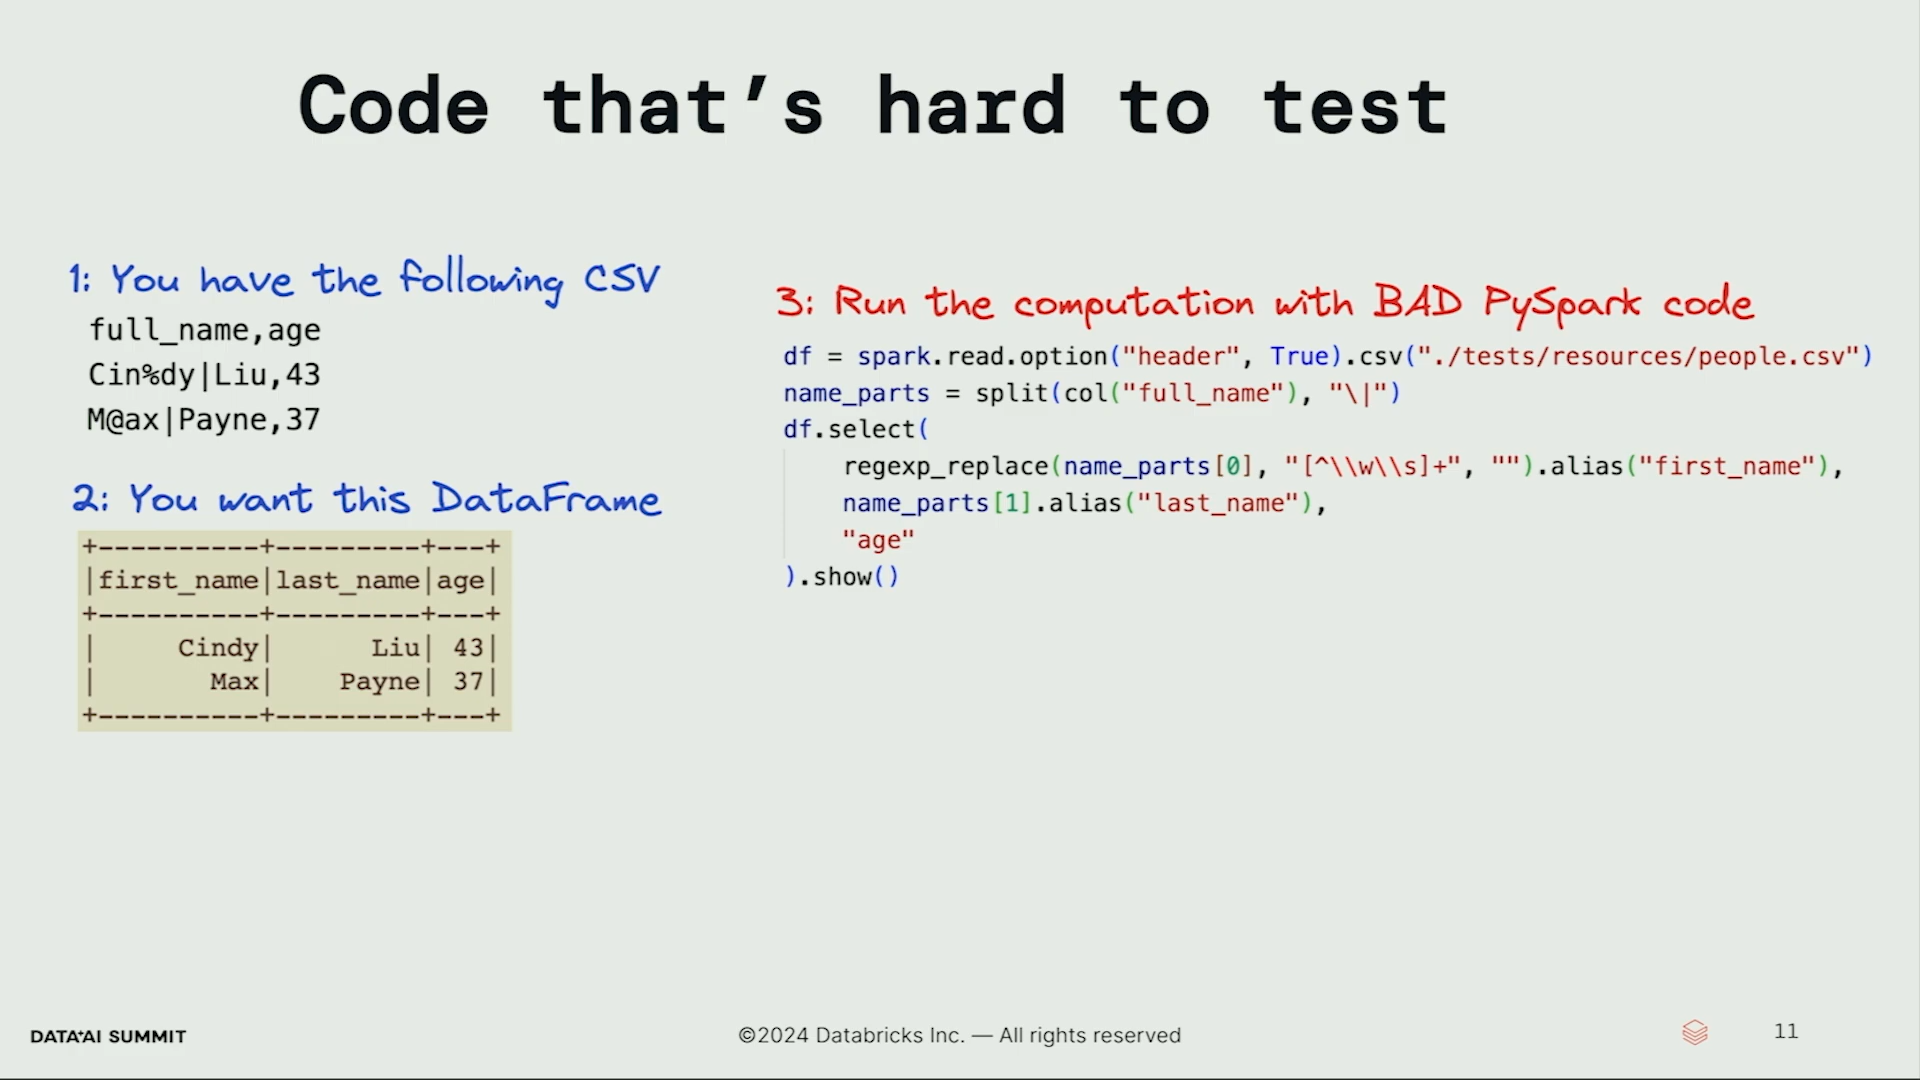 Code that’s hard to test
1: You have the following CSV
full_name,age
Cin%dy|Liu,43
M@ax|Payne,37
2: You want this DataFrame
+----------+---------+---+
|first_name|last_name|age|
+----------+---------+---+
|     Cindy|      Liu| 43|
|       Max|    Payne| 37|
+----------+---------+---+
3: Run the computation with BAD PySpark code
df = spark.read.option("header", True).csv("./tests/resources/people.csv")
name_parts = split(col("full_name"), "\|")
df.select(
    regexp_replace(name_parts[0], "[^\\w\\s]+", "").alias("first_name"),
    name_parts[1].alias("last_name"),
    "age"
).show()
DATA+AI SUMMIT
©2024 Databricks Inc. — All rights reserved
11